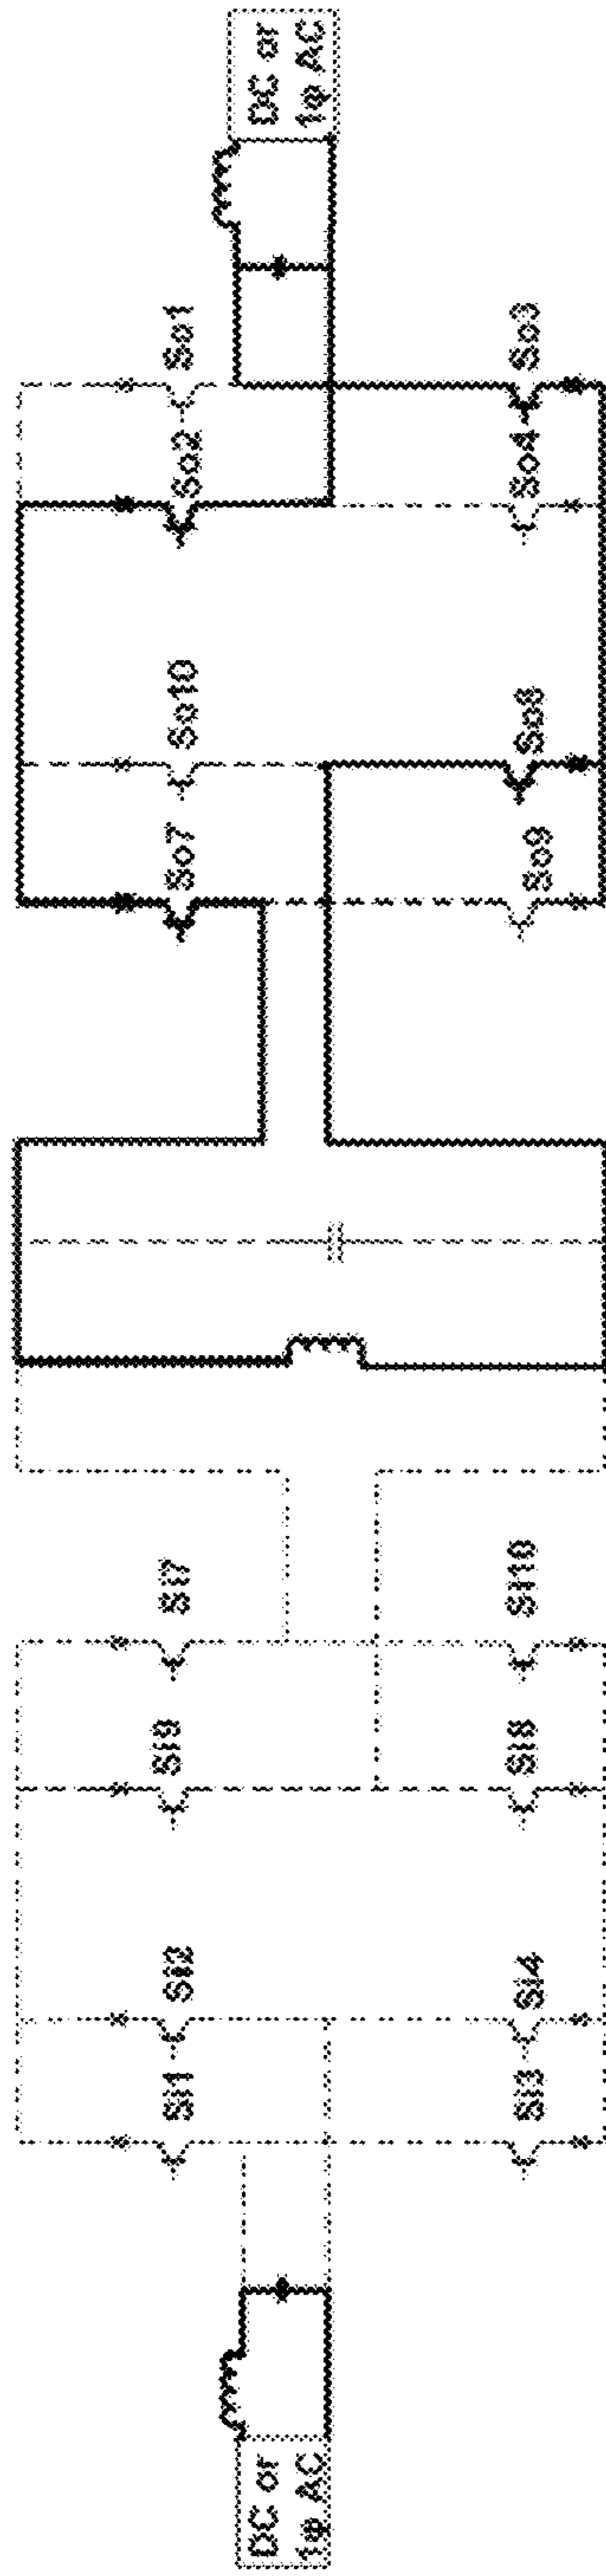 DC or
1φ AC
So1
So2
So3
So4
So10
So7
So8
So9
Si7
Si10
Si9
Si8
Si2
Si4
Si1
Si3
DC or
1φ AC